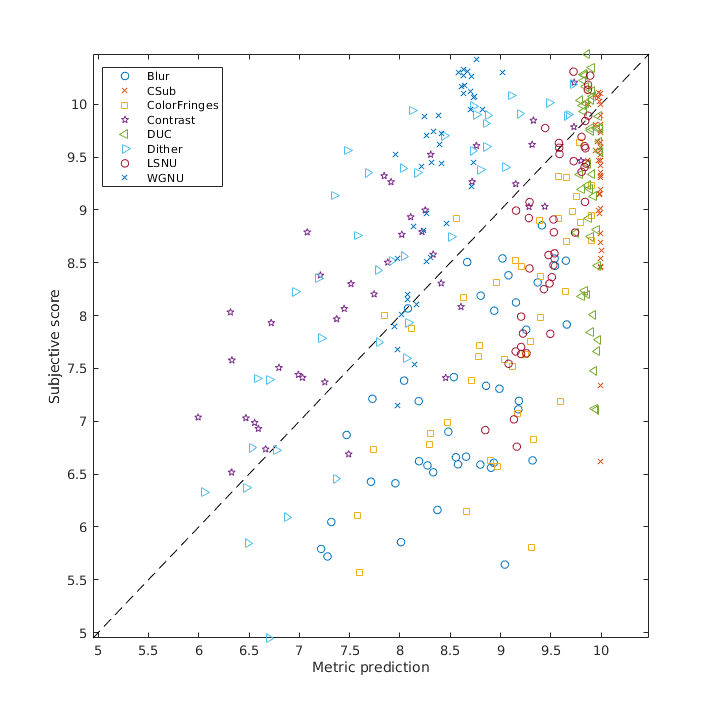 Blur
CSub
ColorFringes
Contrast
DUC
Dither
LSNU
WGNU
10
9.5
9
8.5
8
7.5
7
6.5
6
5.5
5
Subjective score
5 5.5 6 6.5 7 7.5 8 8.5 9 9.5 10
Metric prediction